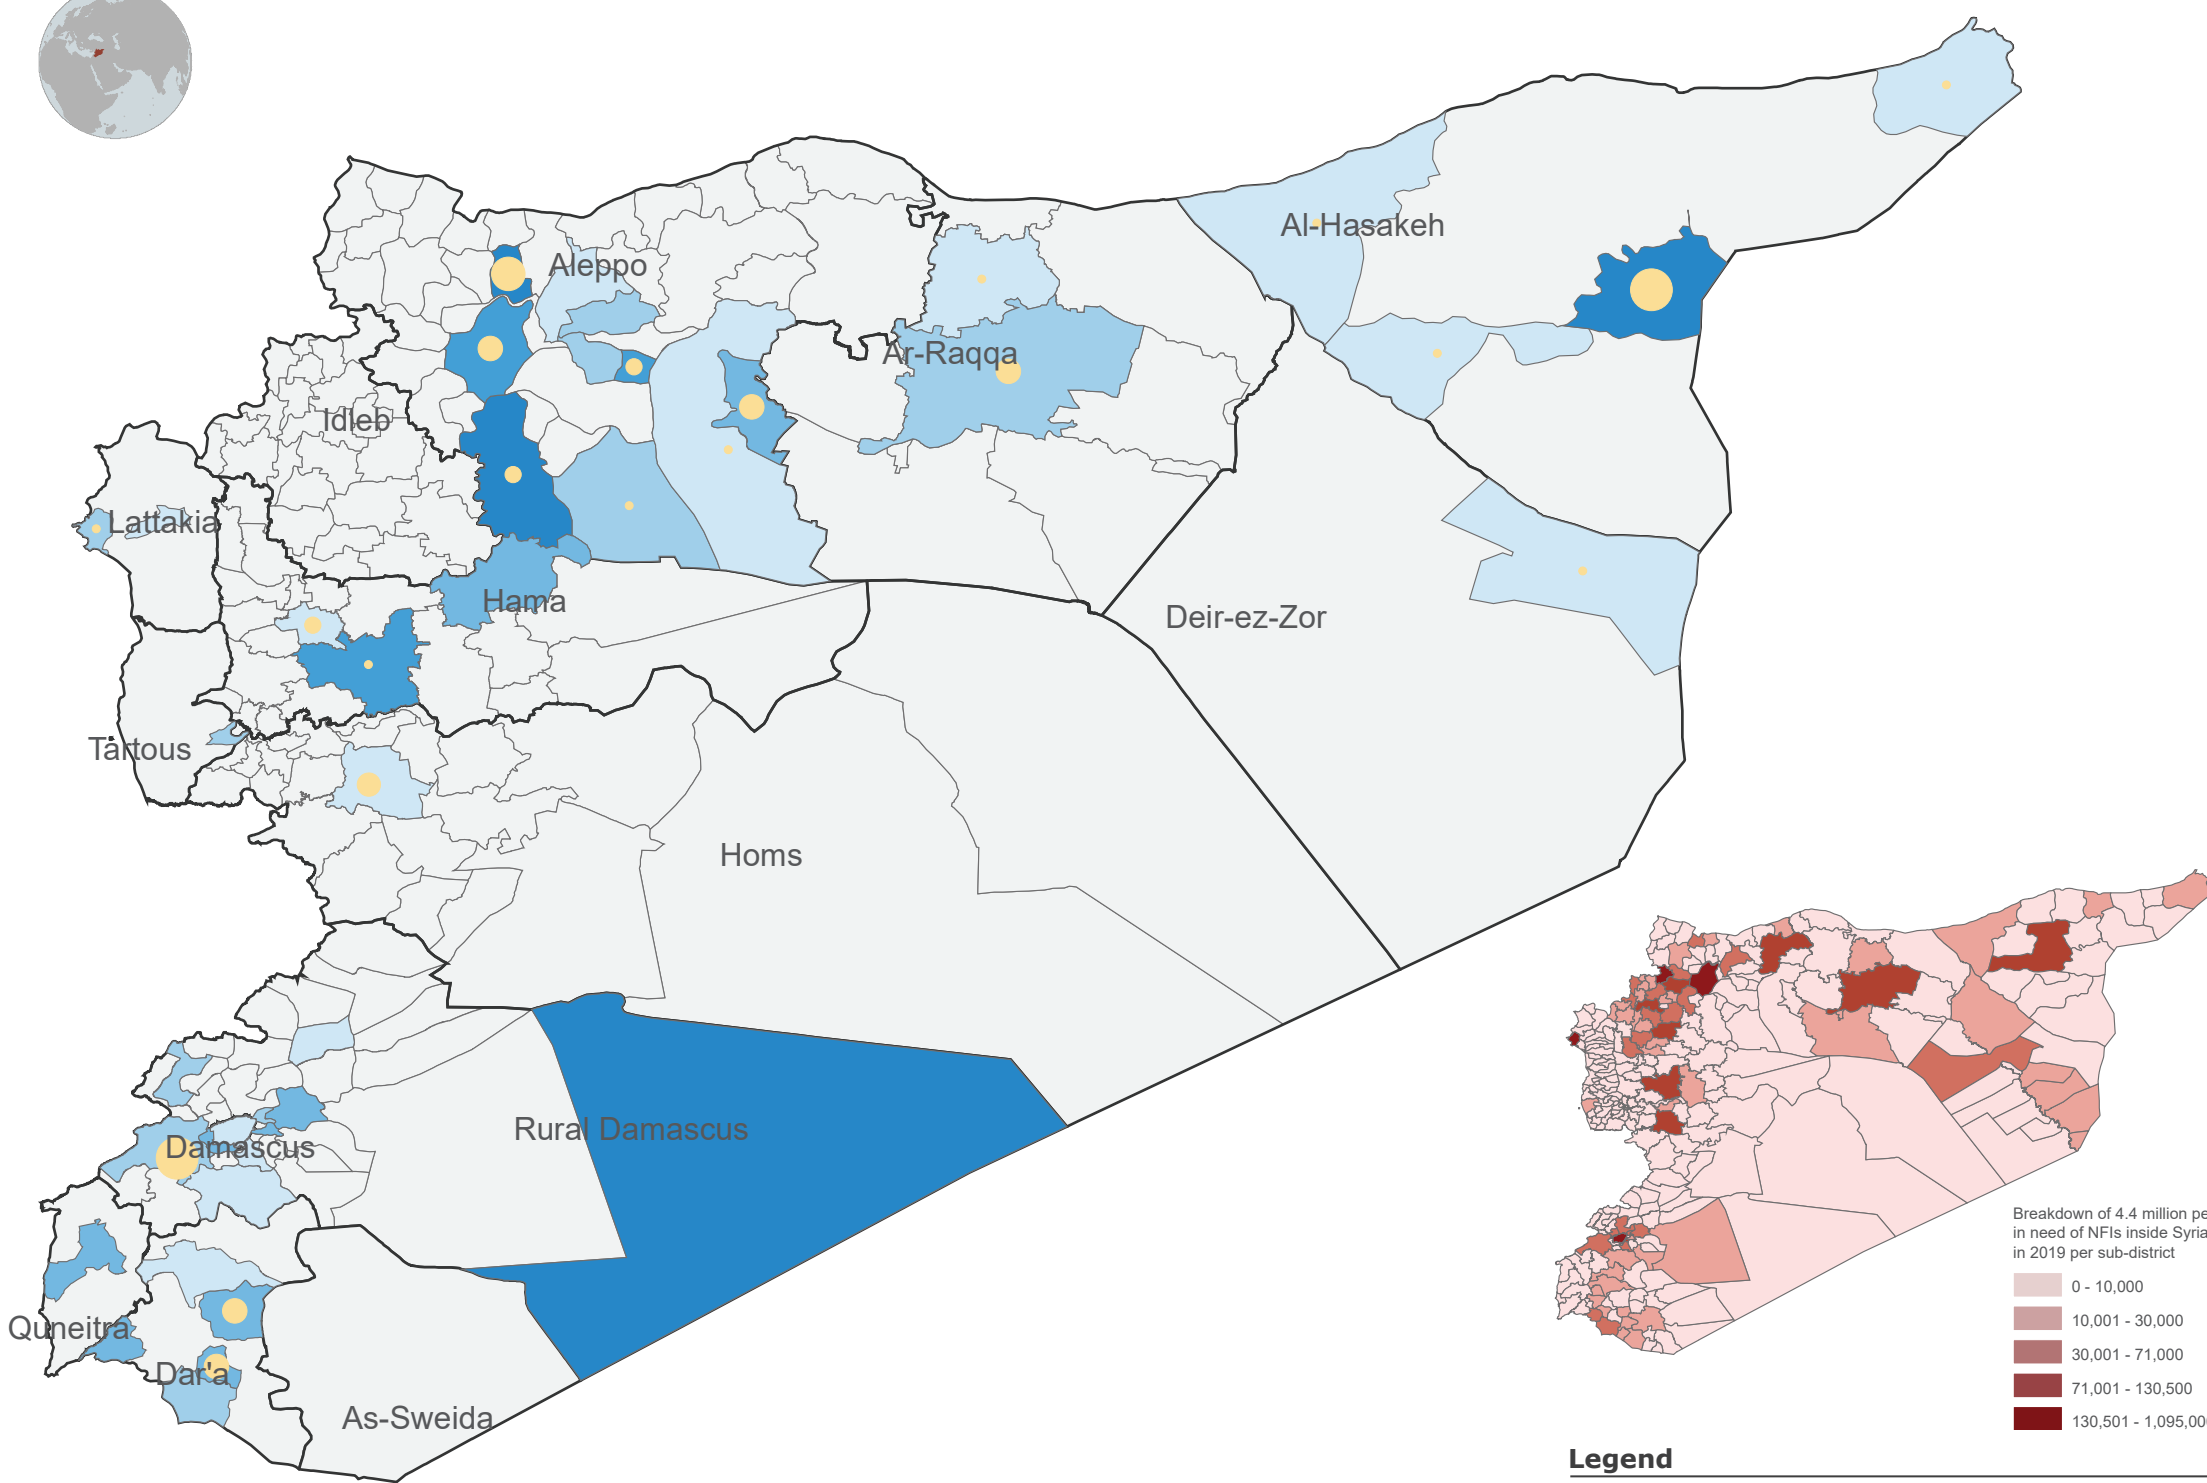 Al-Hasakeh
Aleppo
Ar-Raqqa
Idleb
Lattakia
Hama
Deir-ez-Zor
Tartous
Homs
Rural Damascus
Damascus
Quneitra
Dar'a
As-Sweida
Breakdown of 4.4 million pe
in need of NFIs inside Syria
in 2019 per sub-district
0 - 10,000
10,001 - 30,000
30,001 - 71,000
71,001 - 130,500
130,501 - 1,095,00
Legend